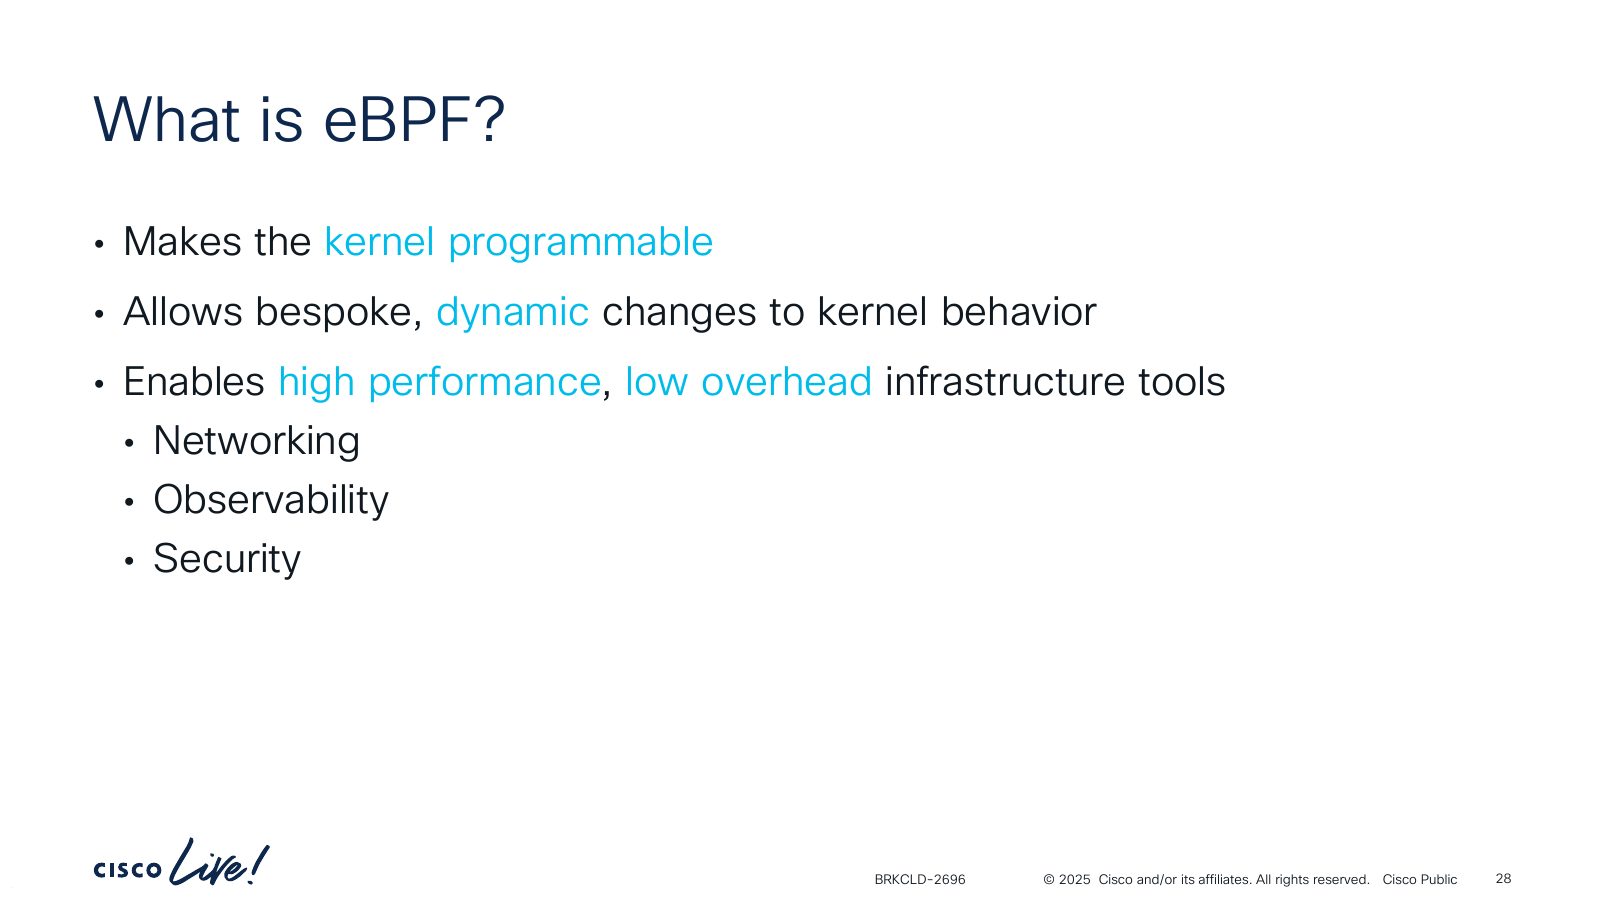 What is eBPF?
• Makes the kernel programmable
• Allows bespoke, dynamic changes to kernel behavior
• Enables high performance, low overhead infrastructure tools
• Networking
• Observability
• Security
CISCO Live!
BRKCLD-2696
© 2025 Cisco and/or its affiliates. All rights reserved. Cisco Public
28